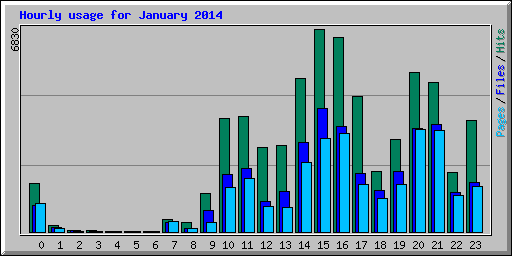 Hourly usage for January 2014
6830
Pages / Files / Hits
0 1 2 3 4 5 6 7 8 9 10 11 12 13 14 15 16 17 18 19 20 21 22 23